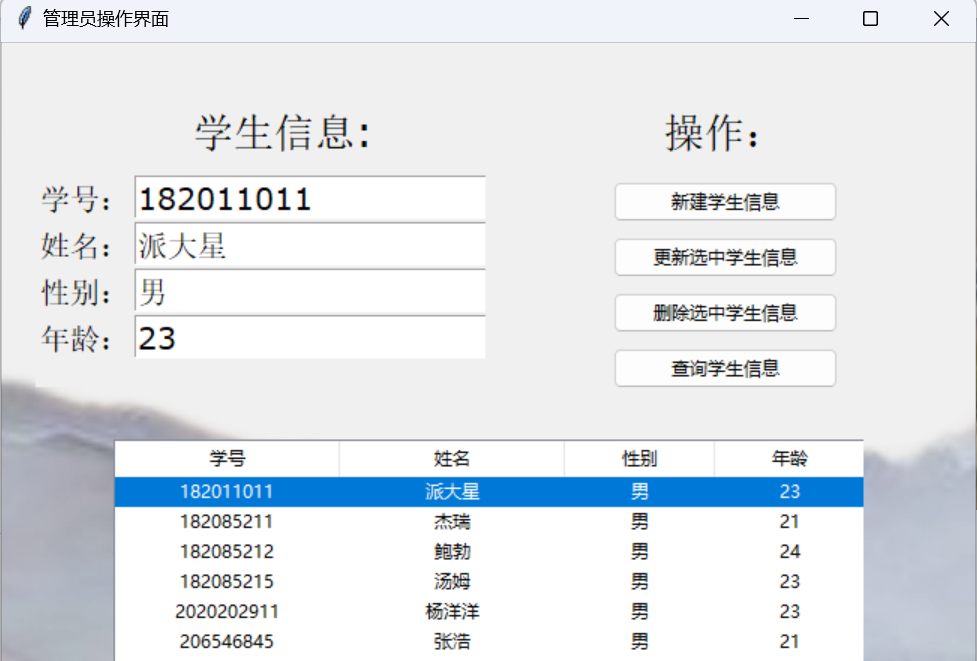 管理员操作界面
学生信息:
操作:
学号: 182011011
姓名: 派大星
性别: 男
年龄: 23
新建学生信息
更新选中学生信息
删除选中学生信息
查询学生信息
学号 姓名 性别 年龄
182011011 派大星 男 23
182085211 杰瑞 男 21
182085212 鲍勃 男 24
182085215 汤姆 男 23
2020202911 杨洋洋 男 23
206546845 张浩 男 21